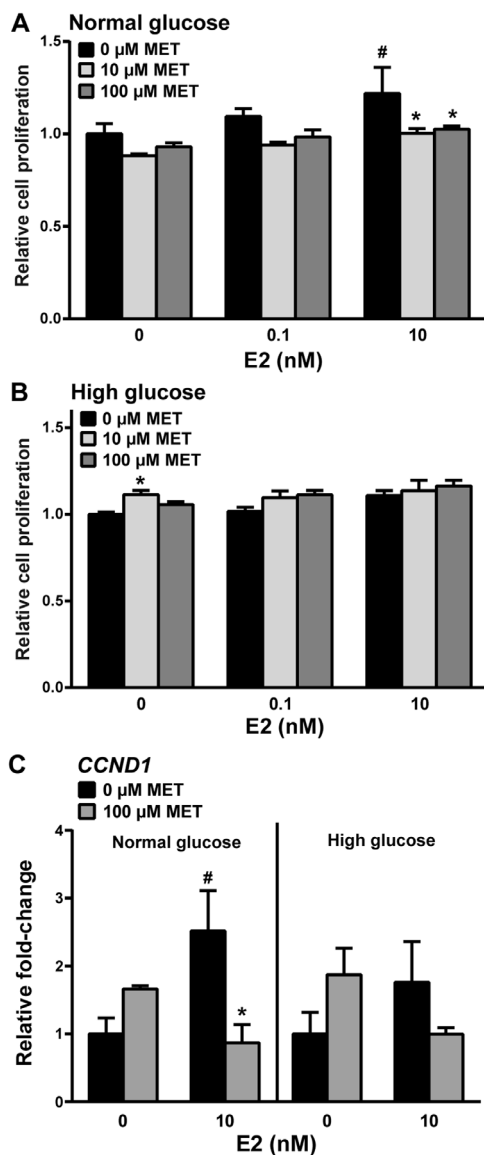 A Normal glucose
0 µM MET
10 µM MET
100 µM MET
Relative cell proliferation
1.5
1.0
0.5
0.0
#
*
*
0 0.1 10
E2 (nM)
B High glucose
0 µM MET
10 µM MET
100 µM MET
Relative cell proliferation
1.5
1.0
0.5
0.0
*
0 0.1 10
E2 (nM)
C CCND1
0 µM MET
100 µM MET
Relative fold-change
4
3
2
1
0
Normal glucose High glucose
#
*
0 10 0 10
E2 (nM)